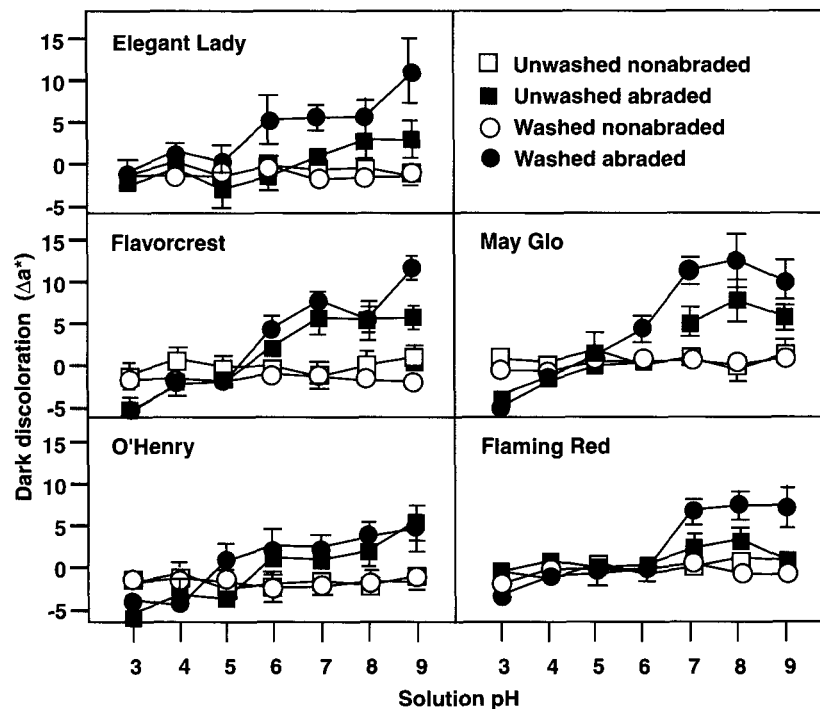 Elegant Lady
15
10
5
0
-5
Unwashed nonabraded
Unwashed abraded
Washed nonabraded
Washed abraded
Flavorcrest
15
10
5
0
-5
May Glo
O'Henry
15
10
5
0
-5
Flaming Red
Dark discoloration (Δa*)
3 4 5 6 7 8 9
3 4 5 6 7 8 9
Solution pH